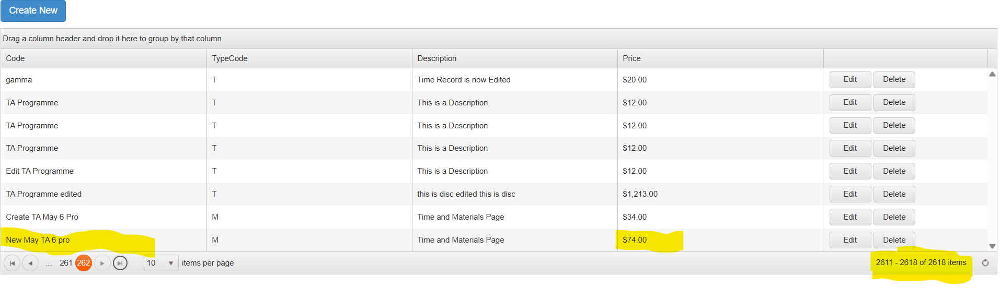 Create New
Drag a column header and drop it here to group by that column
Code TypeCode Description Price
gamma T Time Record is now Edited $20.00 Edit Delete
TA Programme T This is a Description $12.00 Edit Delete
TA Programme T This is a Description $12.00 Edit Delete
TA Programme T This is a Description $12.00 Edit Delete
Edit TA Programme T This is a Description $12.00 Edit Delete
TA Programme edited T this is disc edited this is disc $1,213.00 Edit Delete
Create TA May 6 Pro M Time and Materials Page $34.00 Edit Delete
New May TA 6 pro M Time and Materials Page $74.00 Edit Delete
... 261 262 10 items per page 2611 - 2618 of 2618 items